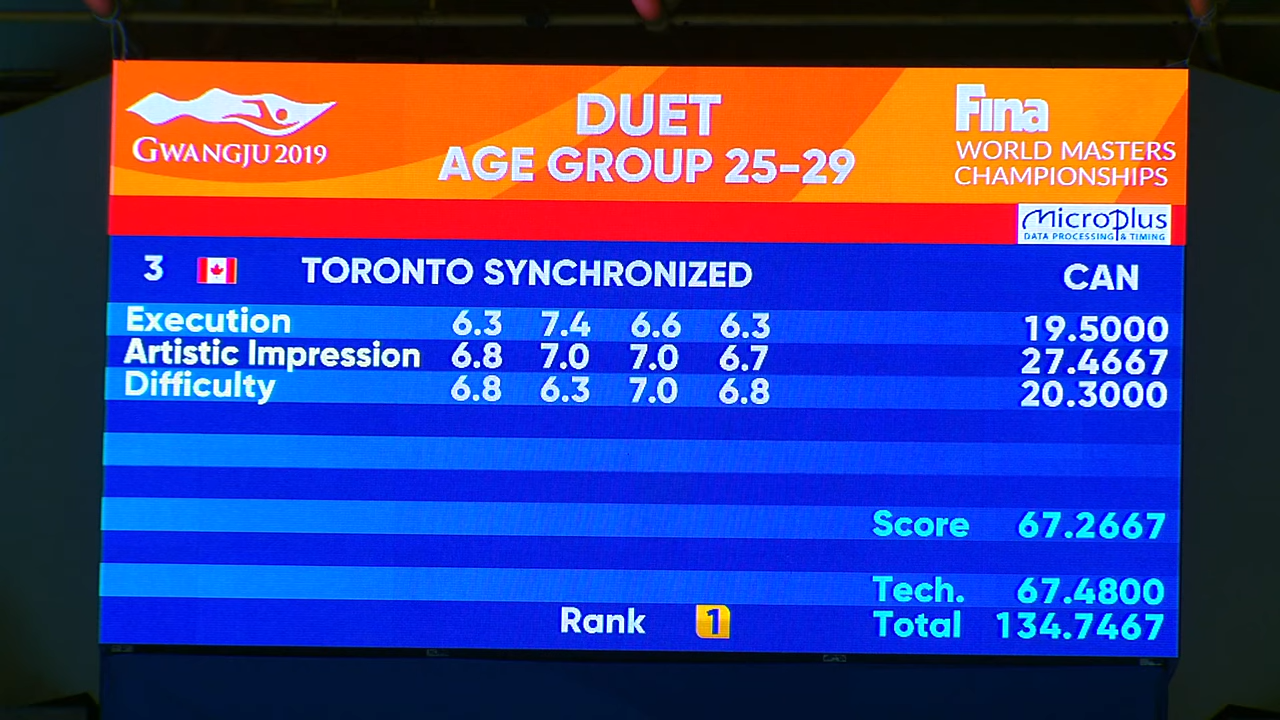 GWANGJU 2019
DUET
AGE GROUP 25-29
Fina
WORLD MASTERS
CHAMPIONSHIPS
Microplus
DATA PROCESSING & TIMING
3 TORONTO SYNCHRONIZED CAN
Execution 6.3 7.4 6.6 6.3 19.5000
Artistic Impression 6.8 7.0 7.0 6.7 27.4667
Difficulty 6.8 6.3 7.0 6.8 20.3000
Score 67.2667
Tech. 67.4800
Rank 1 Total 134.7467